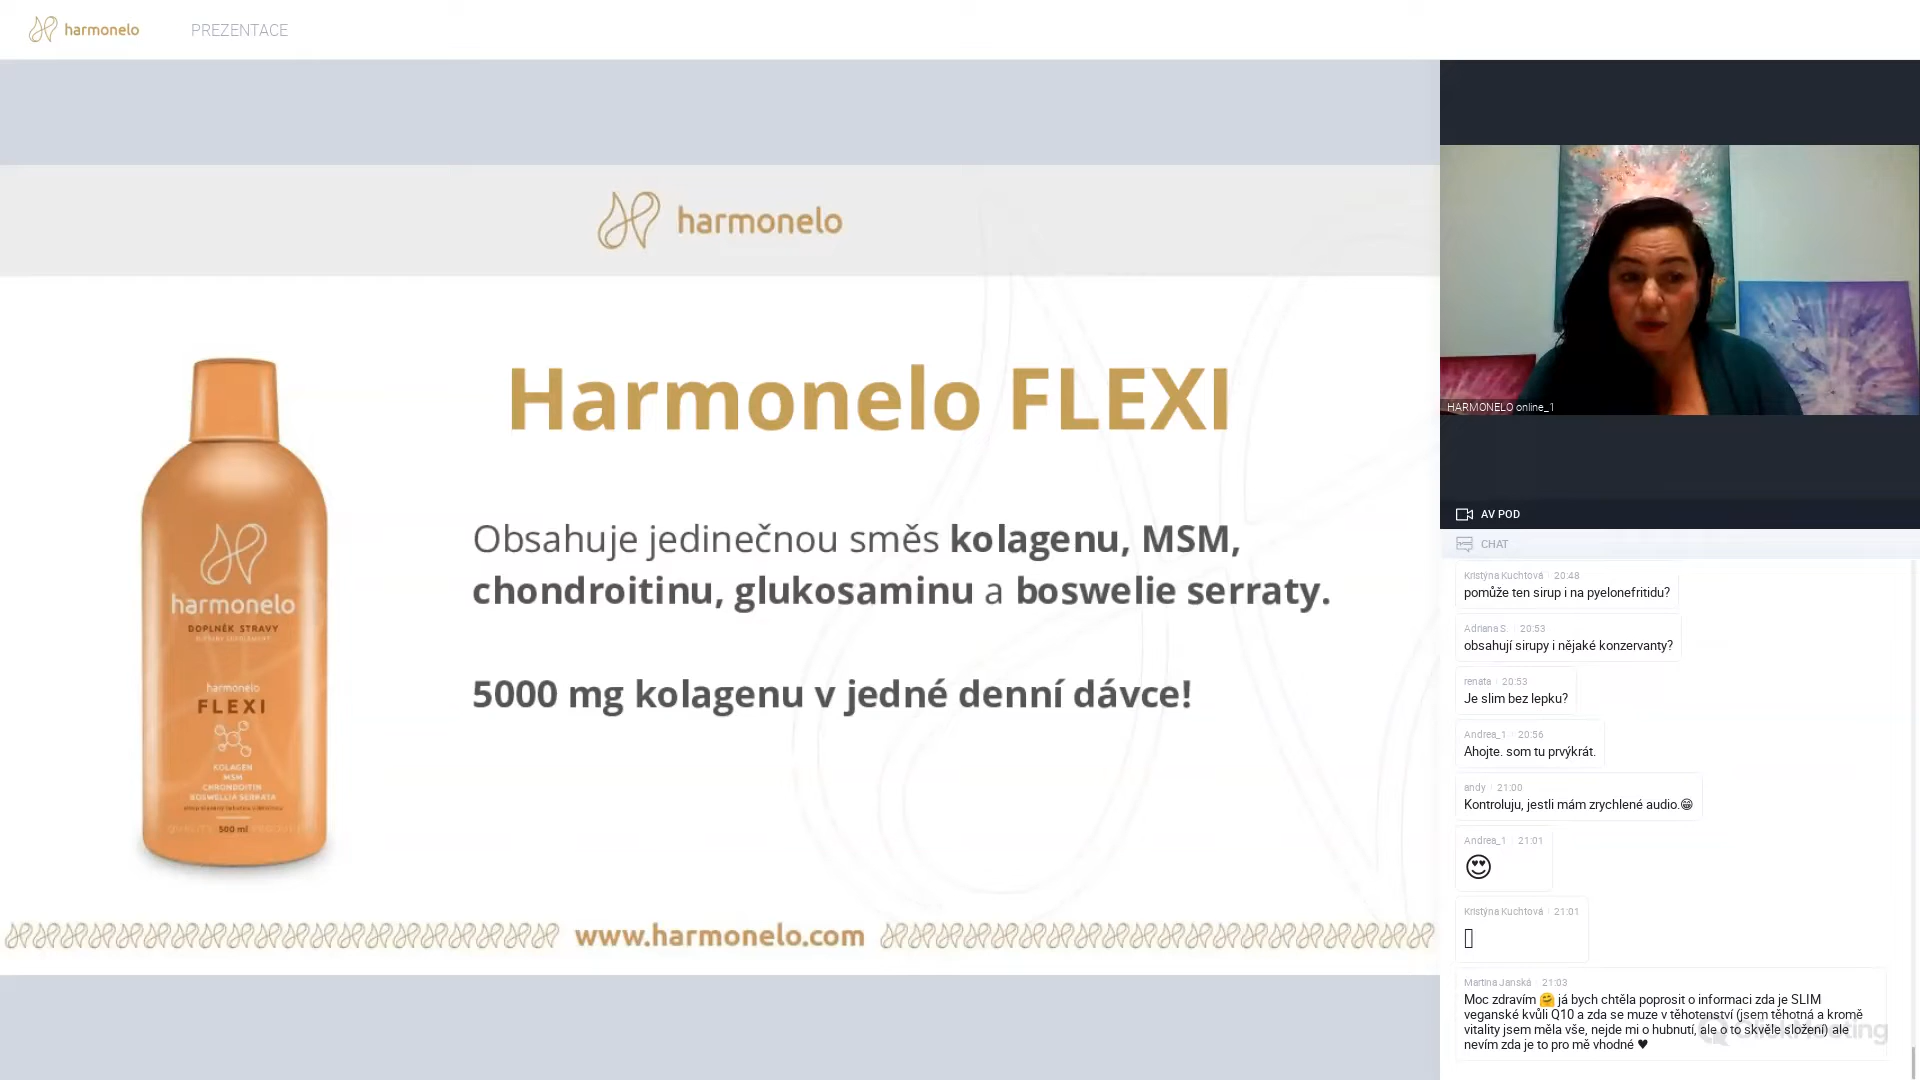 harmonelo
PREZENTACE
harmonelo
Harmonelo FLEXI
Obsahuje jedinečnou směs kolagenu, MSM,
chondroitinu, glukosaminu a boswelie serraty.
5000 mg kolagenu v jedné denní dávce!
harmonelo
DOPLNĚK STRAVY
harmonelo
FLEXI
KOLAGEN
MSM
CHRONDOITIN
BOSWELLIA SERRATA
500 ml
www.harmonelo.com
HARMONELO online_1
AV POD
CHAT
Kristýna Kuchtová 20:48
pomůže ten sirup i na pyelonefritidu?
Adriana S. 20:53
obsahují sirupy i nějaké konzervanty?
renata 20:53
Je slim bez lepku?
Andrea_1 20:56
Ahojte. som tu prvýkrát.
andy 21:00
Kontroluju, jestli mám zrychlené audio.😁
Andrea_1 21:01
😍
Kristýna Kuchtová 21:01
Martina Janská 21:03
Moc zdravím 🤗 já bych chtěla poprosit o informaci zda je SLIM
veganské kvůli Q10 a zda se muze v těhotenství (jsem těhotná a kromě
vitality jsem měla vše, nejde mi o hubnutí, ale o to skvěle složení) ale
nevím zda je to pro mě vhodné ♥
ClickMeeting